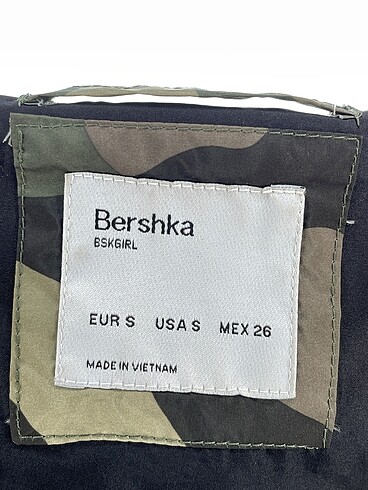 Bershka
BSKGIRL
EUR S USA S MEX 26
MADE IN VIETNAM